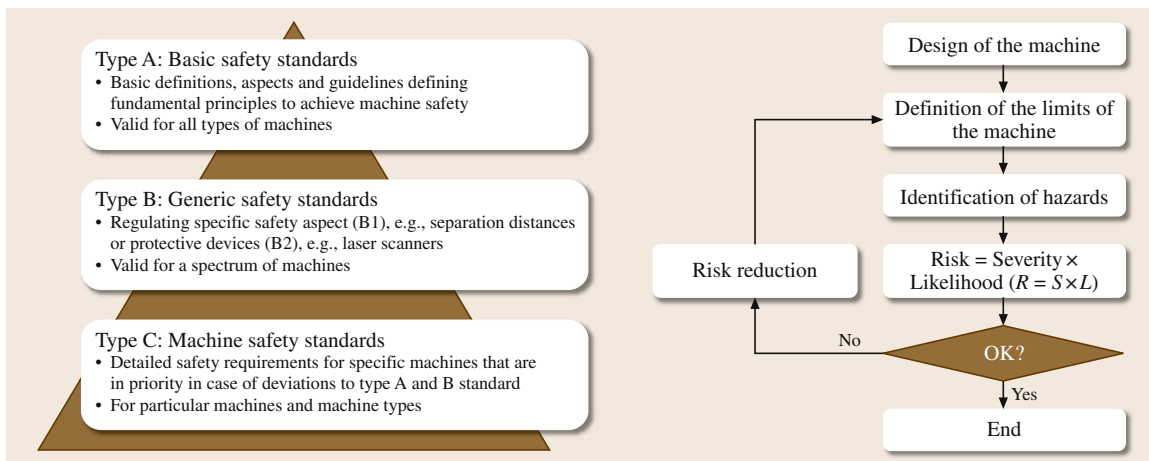 Type A: Basic safety standards
• Basic definitions, aspects and guidelines defining
fundamental principles to achieve machine safety
• Valid for all types of machines
Type B: Generic safety standards
• Regulating specific safety aspect (B1), e.g., separation distances
or protective devices (B2), e.g., laser scanners
• Valid for a spectrum of machines
Type C: Machine safety standards
• Detailed safety requirements for specific machines that are
in priority in case of deviations to type A and B standard
• For particular machines and machine types
Design of the machine
Definition of the limits of
the machine
Identification of hazards
Risk = Severity ×
Likelihood (R = S×L)
Risk reduction
No
OK?
Yes
End